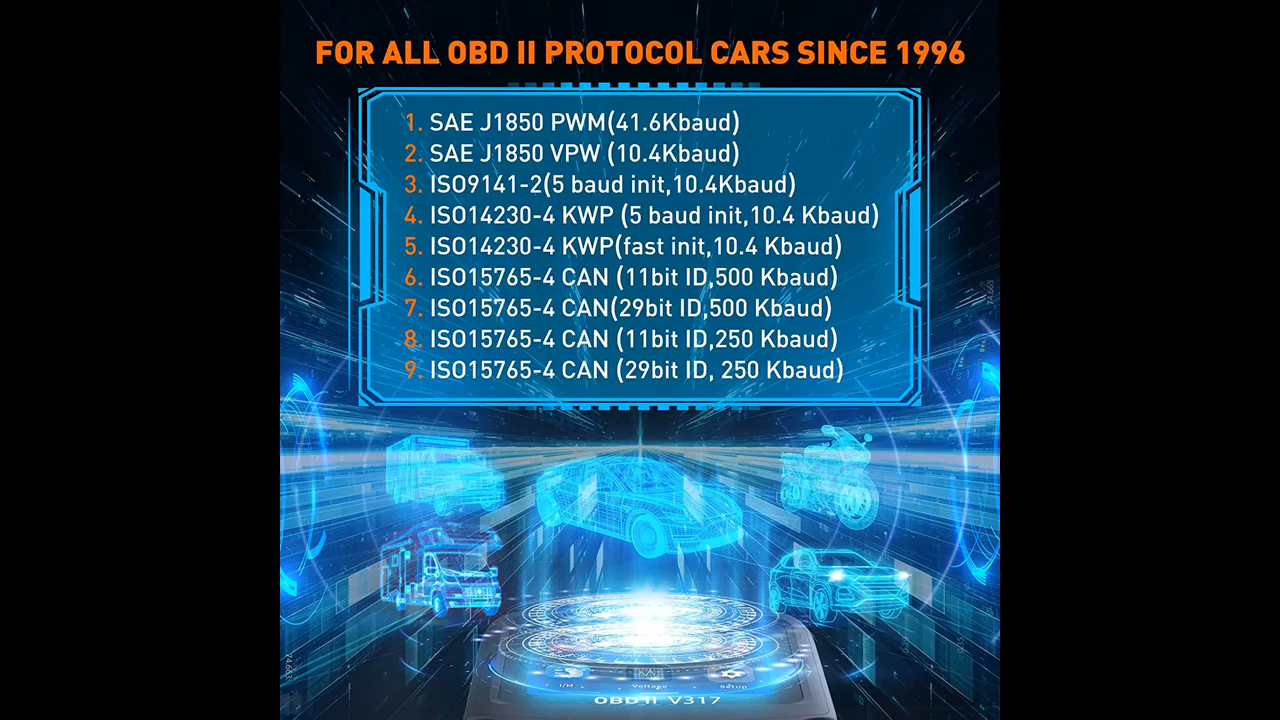 FOR ALL OBD II PROTOCOL CARS SINCE 1996
1. SAE J1850 PWM(41.6Kbaud)
2. SAE J1850 VPW (10.4Kbaud)
3. ISO9141-2(5 baud init,10.4Kbaud)
4. ISO14230-4 KWP (5 baud init,10.4 Kbaud)
5. ISO14230-4 KWP(fast init,10.4 Kbaud)
6. ISO15765-4 CAN (11bit ID,500 Kbaud)
7. ISO15765-4 CAN(29bit ID,500 Kbaud)
8. ISO15765-4 CAN (11bit ID,250 Kbaud)
9. ISO15765-4 CAN (29bit ID, 250 Kbaud)
74.663
74.663
I/M Voltage Setup
OBD II V317